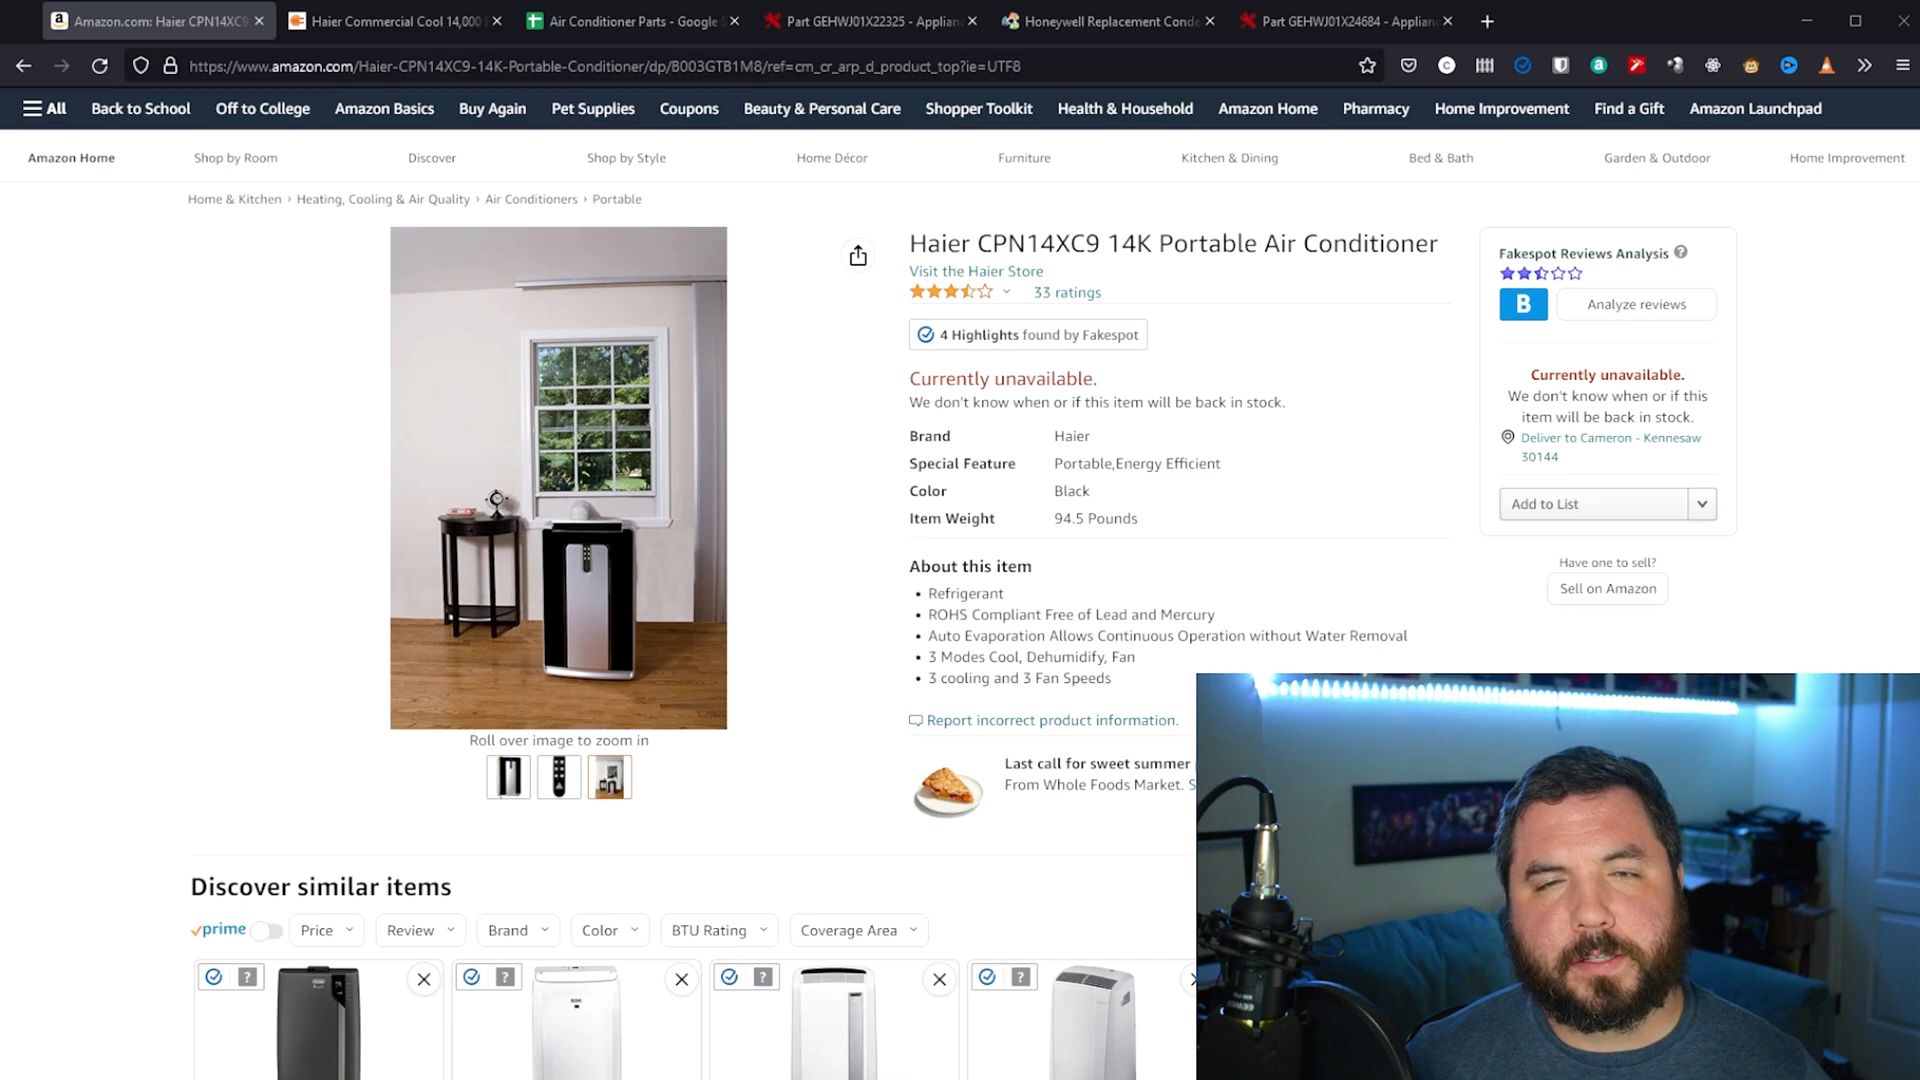 Amazon.com: Haier CPN14XC9
Haier Commercial Cool 14,000
Air Conditioner Parts - Google
Part GEHWJ01X22325 - Applian
Honeywell Replacement Conde
Part GEHWJ01X24684 - Applian
https://www.amazon.com/Haier-CPN14XC9-14K-Portable-Conditioner/dp/B003GTB1M8/ref=cm_cr_arp_d_product_top?ie=UTF8
All Back to School Off to College Amazon Basics Buy Again Pet Supplies Coupons Beauty & Personal Care Shopper Toolkit Health & Household Amazon Home Pharmacy Home Improvement Find a Gift Amazon Launchpad
Amazon Home Shop by Room Discover Shop by Style Home Décor Furniture Kitchen & Dining Bed & Bath Garden & Outdoor Home Improvement
Home & Kitchen › Heating, Cooling & Air Quality › Air Conditioners › Portable
Roll over image to zoom in
Haier CPN14XC9 14K Portable Air Conditioner
Visit the Haier Store
33 ratings
4 Highlights found by Fakespot
Currently unavailable.
We don't know when or if this item will be back in stock.
Brand Haier
Special Feature Portable,Energy Efficient
Color Black
Item Weight 94.5 Pounds
About this item
• Refrigerant
• ROHS Compliant Free of Lead and Mercury
• Auto Evaporation Allows Continuous Operation without Water Removal
• 3 Modes Cool, Dehumidify, Fan
• 3 cooling and 3 Fan Speeds
Report incorrect product information.
Last call for sweet summer
From Whole Foods Market. S
Fakespot Reviews Analysis ?
B Analyze reviews
Currently unavailable.
We don't know when or if this
item will be back in stock.
Deliver to Cameron - Kennesaw
30144
Add to List
Have one to sell?
Sell on Amazon
Discover similar items
prime Price Review Brand Color BTU Rating Coverage Area
? ? ? ?